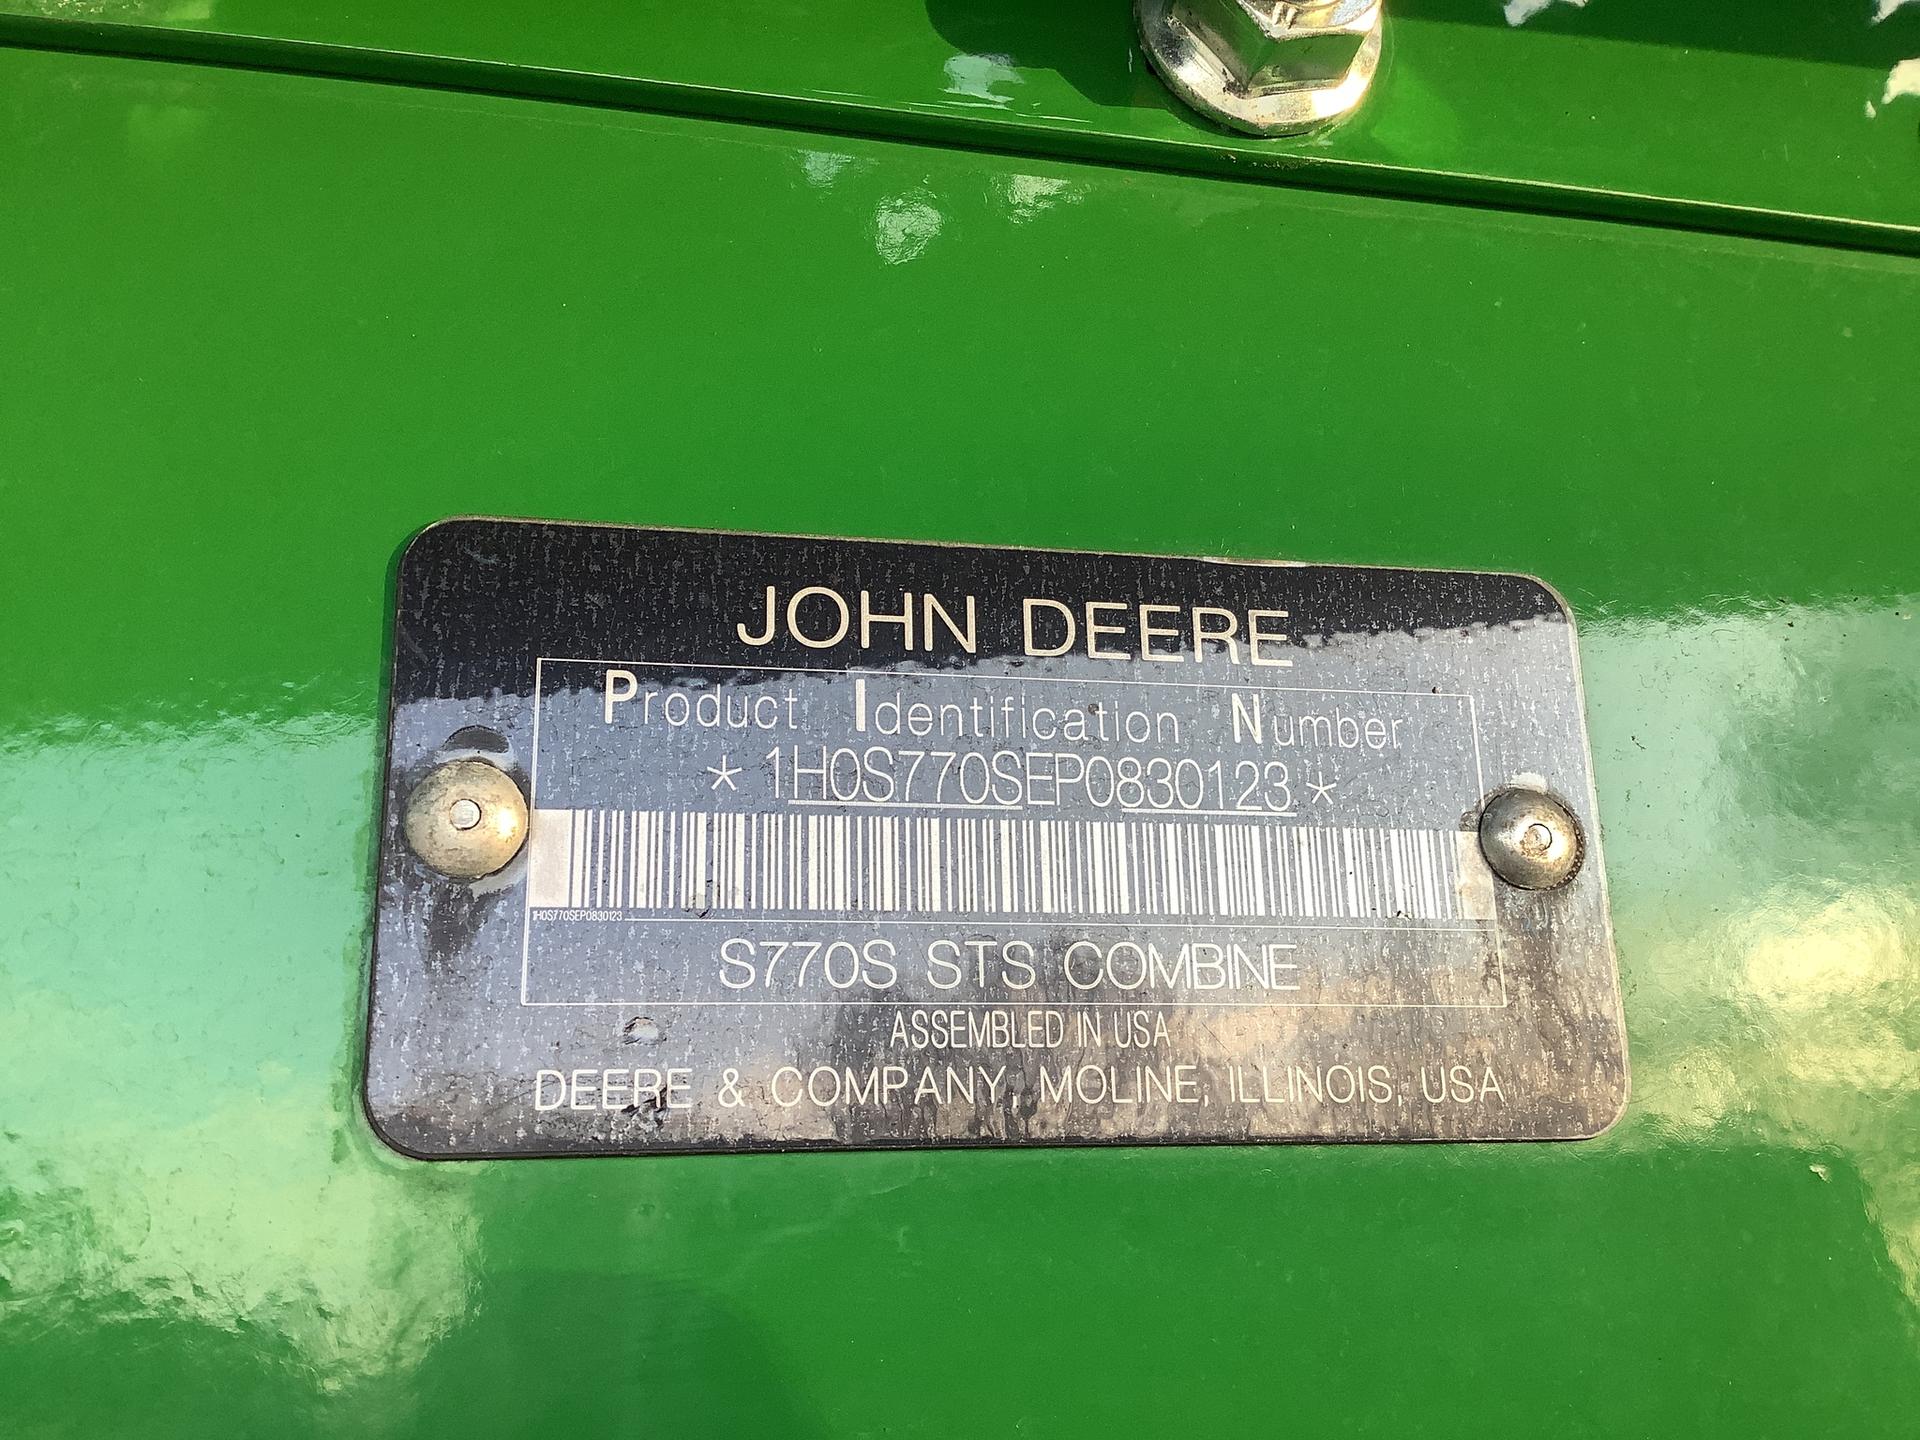 JOHN DEERE
Product Identification Number
* 1H0S770SEP0830123 *
1H0S770SEP0830123
S770S STS COMBINE
ASSEMBLED IN USA
DEERE & COMPANY, MOLINE, ILLINOIS, USA